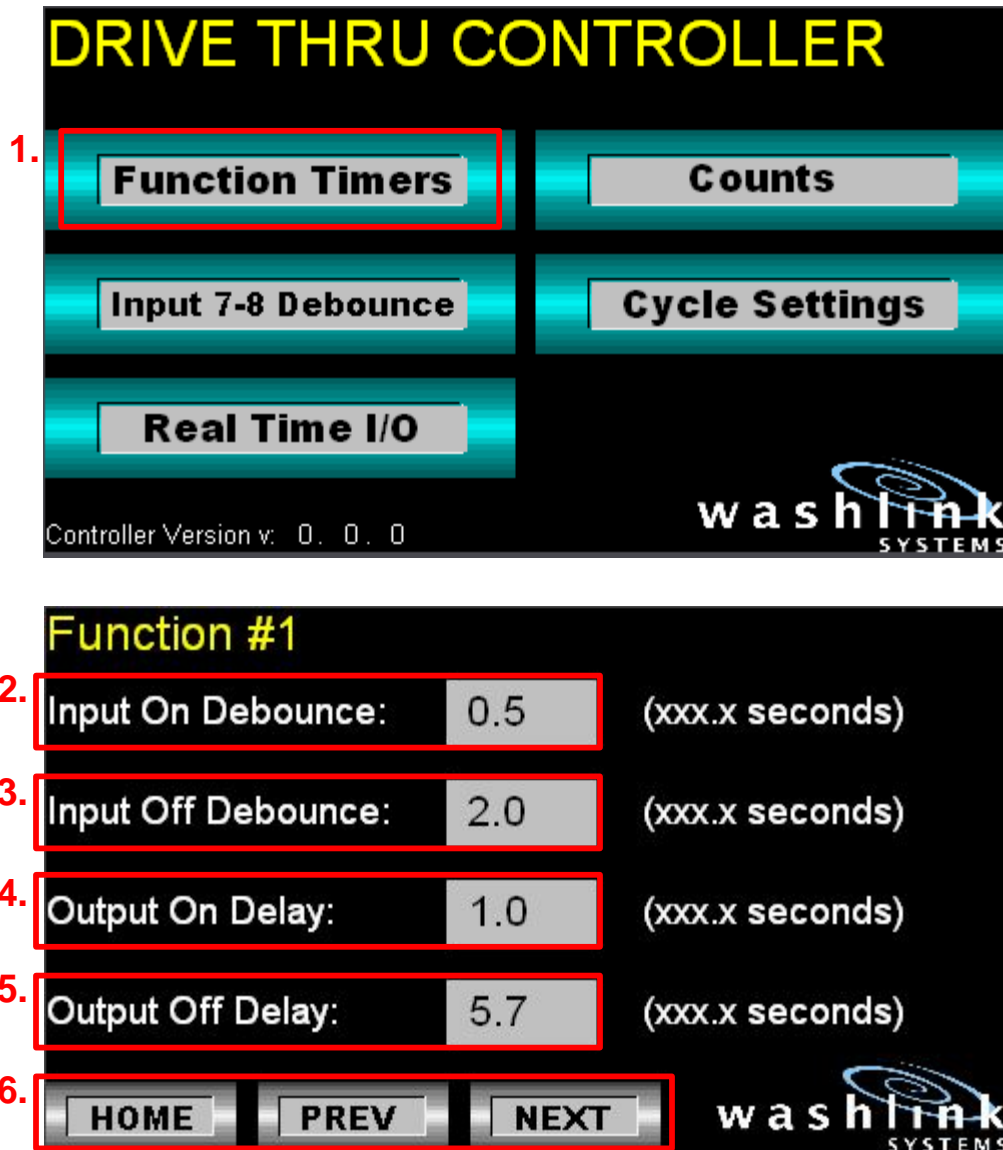 DRIVE THRU CONTROLLER
1.
Function Timers
Counts
Input 7-8 Debounce
Cycle Settings
Real Time I/O
Controller Version v: 0. 0. 0
washlink
SYSTEMS
Function #1
2.
Input On Debounce: 0.5 (xxx.x seconds)
3.
Input Off Debounce: 2.0 (xxx.x seconds)
4.
Output On Delay: 1.0 (xxx.x seconds)
5.
Output Off Delay: 5.7 (xxx.x seconds)
6.
HOME PREV NEXT
washlink
SYSTEMS